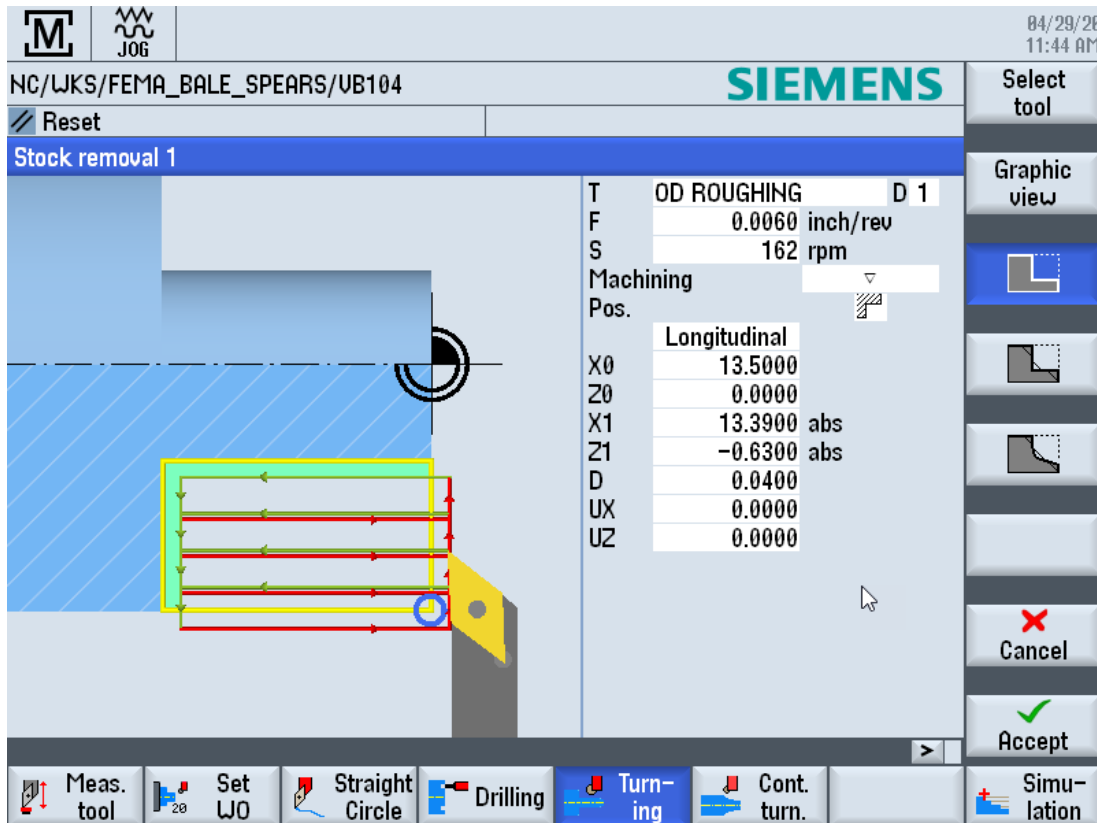 M
JOG
04/29/20
11:44 AM
NC/WKS/FEMA_BALE_SPEARS/VB104
SIEMENS
Reset
Stock removal 1
Select
tool
Graphic
view
T OD ROUGHING D 1
F 0.0060 inch/rev
S 162 rpm
Machining ▽
Pos.
Longitudinal
X0 13.5000
Z0 0.0000
X1 13.3900 abs
Z1 -0.6300 abs
D 0.0400
UX 0.0000
UZ 0.0000
Cancel
Accept
>
Meas.
tool
20
Set
WO
Straight
Circle
Drilling
Turn-
ing
Cont.
turn.
Simu-
lation